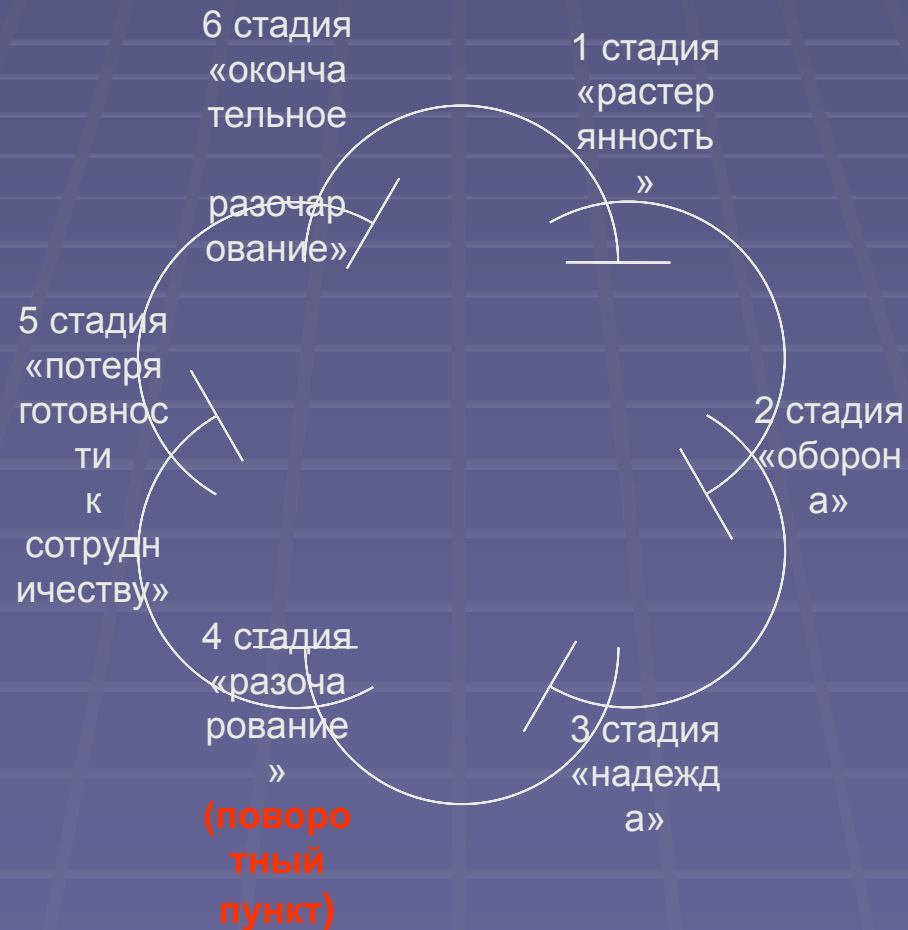 6 стадия
«оконча
тельное
разочар
ование»
1 стадия
«растер
янность
»
2 стадия
«оборон
а»
3 стадия
«надежд
а»
4 стадия
«разоча
рование
»
(поворо
тный
пункт)
5 стадия
«потеря
готовнос
ти
к
сотрудн
ичеству»